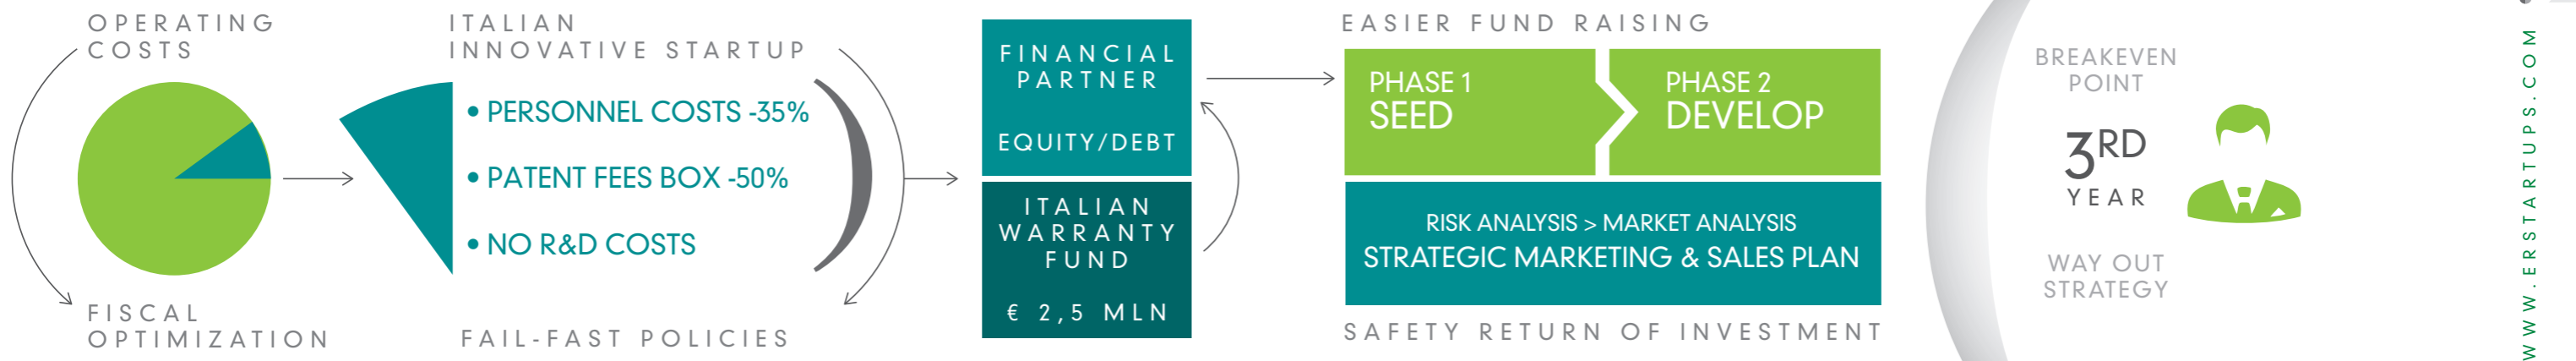 OPERATING
COSTS
FISCAL
OPTIMIZATION
ITALIAN
INNOVATIVE STARTUP
• PERSONNEL COSTS -35%
• PATENT FEES BOX -50%
• NO R&D COSTS
FAIL-FAST POLICIES
FINANCIAL
PARTNER
EQUITY/DEBT
ITALIAN
WARRANTY
FUND
€ 2,5 MLN
EASIER FUND RAISING
PHASE 1
SEED
PHASE 2
DEVELOP
RISK ANALYSIS > MARKET ANALYSIS
STRATEGIC MARKETING & SALES PLAN
SAFETY RETURN OF INVESTMENT
BREAKEVEN
POINT
3RD
YEAR
WAY OUT
STRATEGY
WWW.ERSTARTUPS.COM